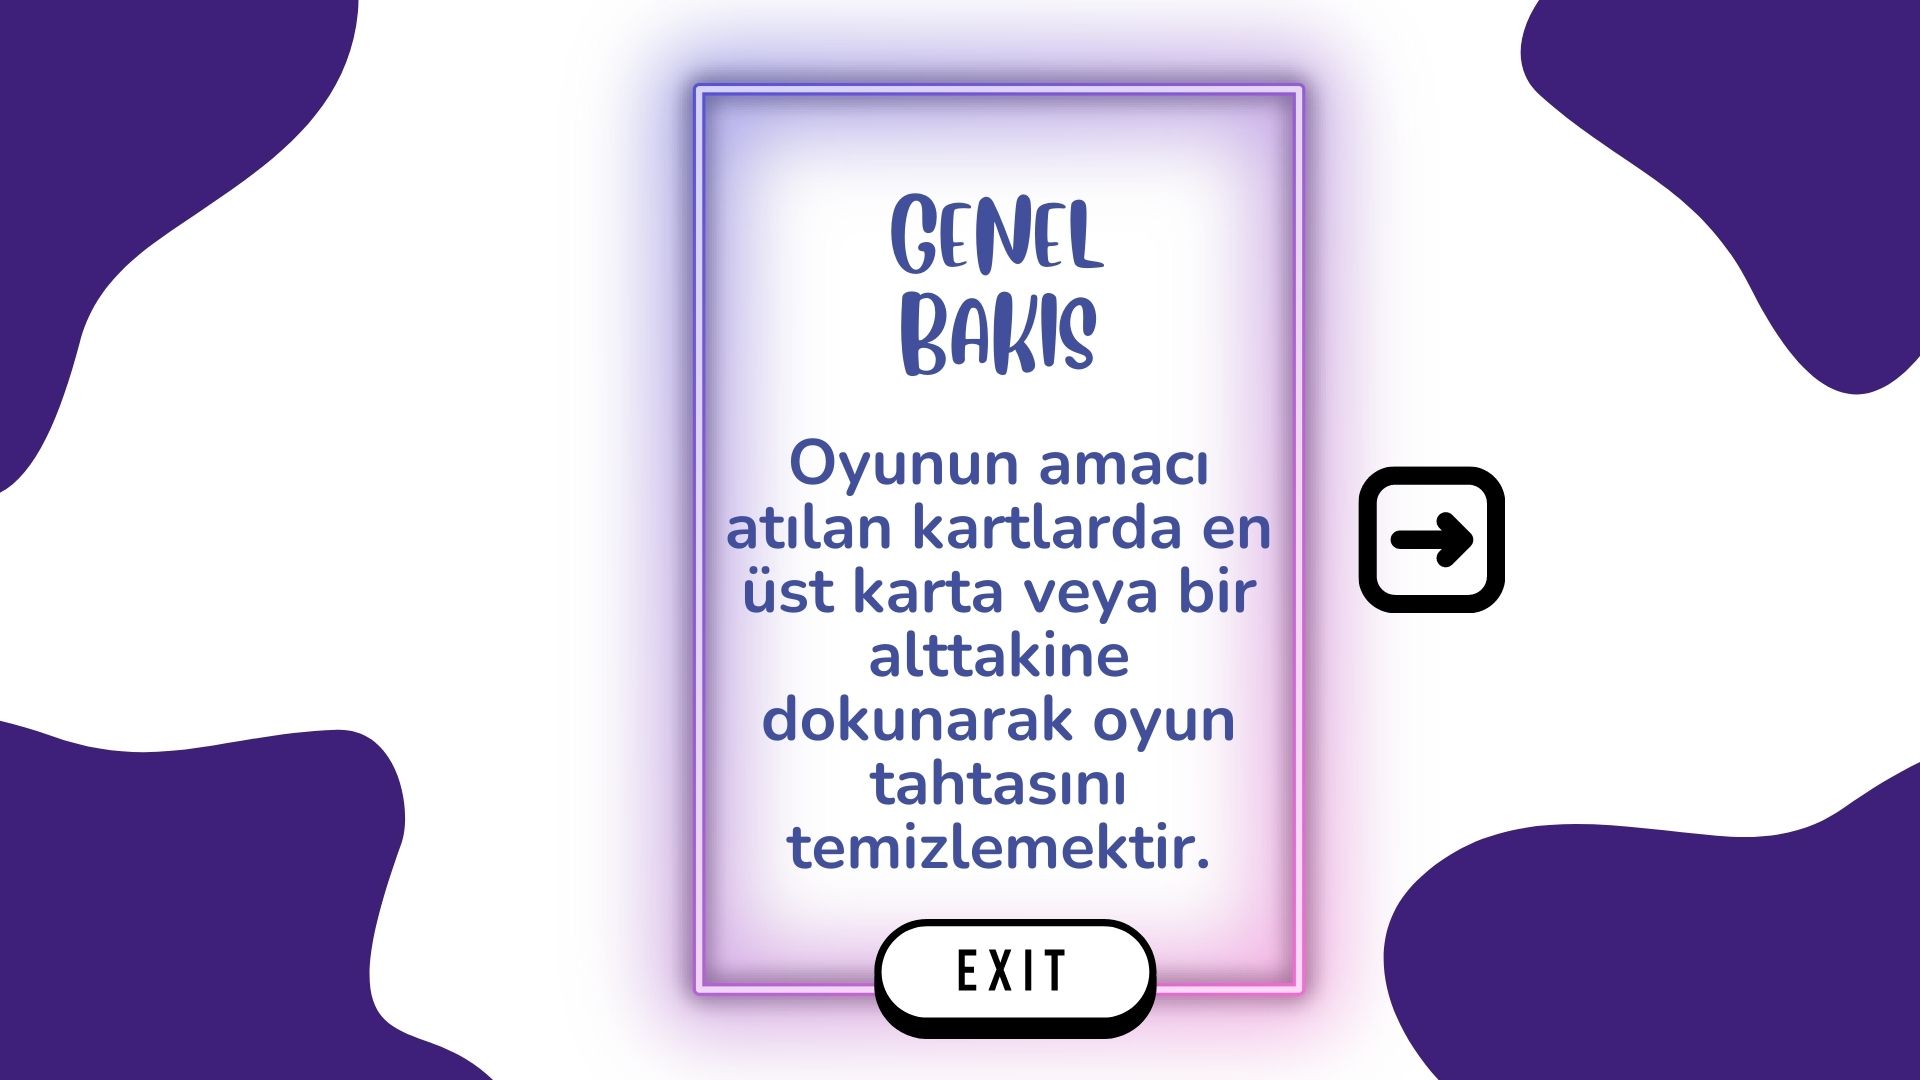 GENEL
BAKIS
Oyunun amacı
atılan kartlarda en
üst karta veya bir
alttakine
dokunarak oyun
tahtasını
temizlemektir.
EXIT